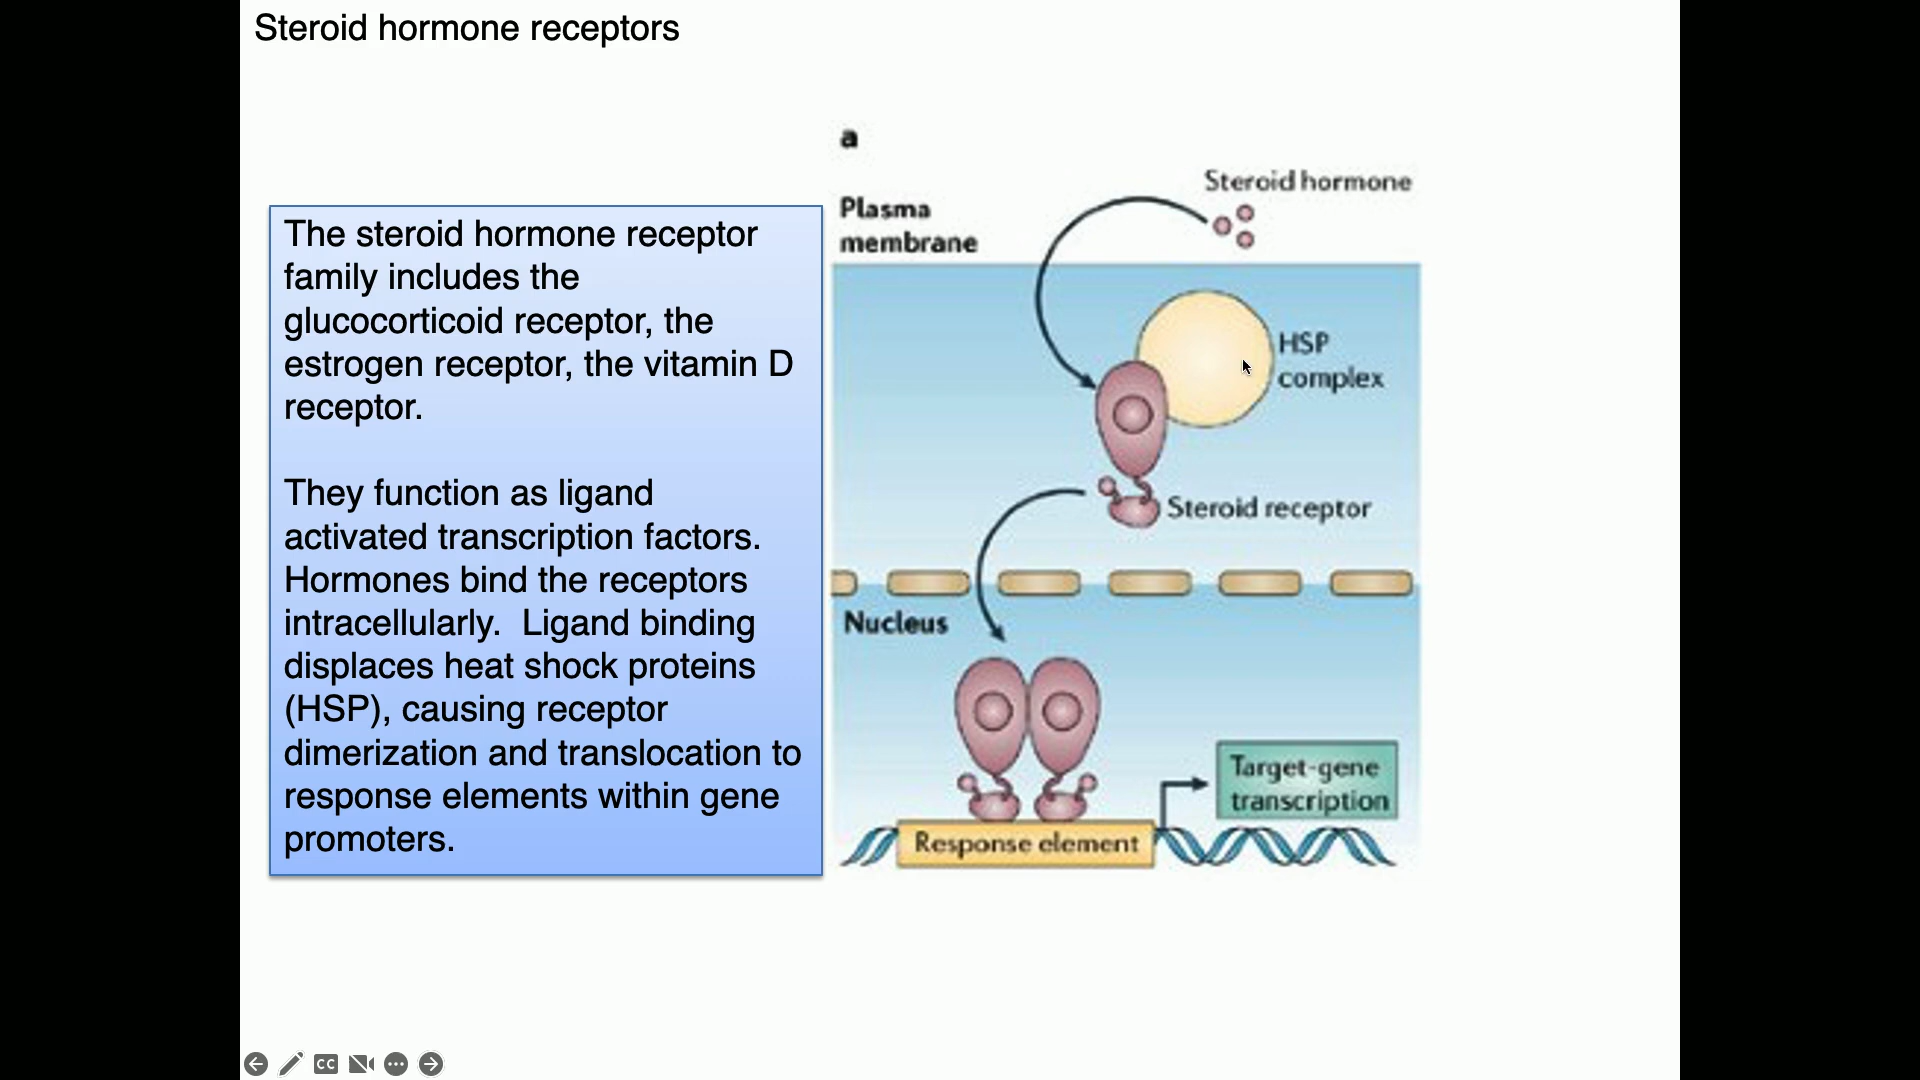 Steroid hormone receptors
The steroid hormone receptor
family includes the
glucocorticoid receptor, the
estrogen receptor, the vitamin D
receptor.
They function as ligand
activated transcription factors.
Hormones bind the receptors
intracellularly.  Ligand binding
displaces heat shock proteins
(HSP), causing receptor
dimerization and translocation to
response elements within gene
promoters.
a
Steroid hormone
Plasma
membrane
HSP
complex
Steroid receptor
Nucleus
Target-gene
transcription
Response element
CC